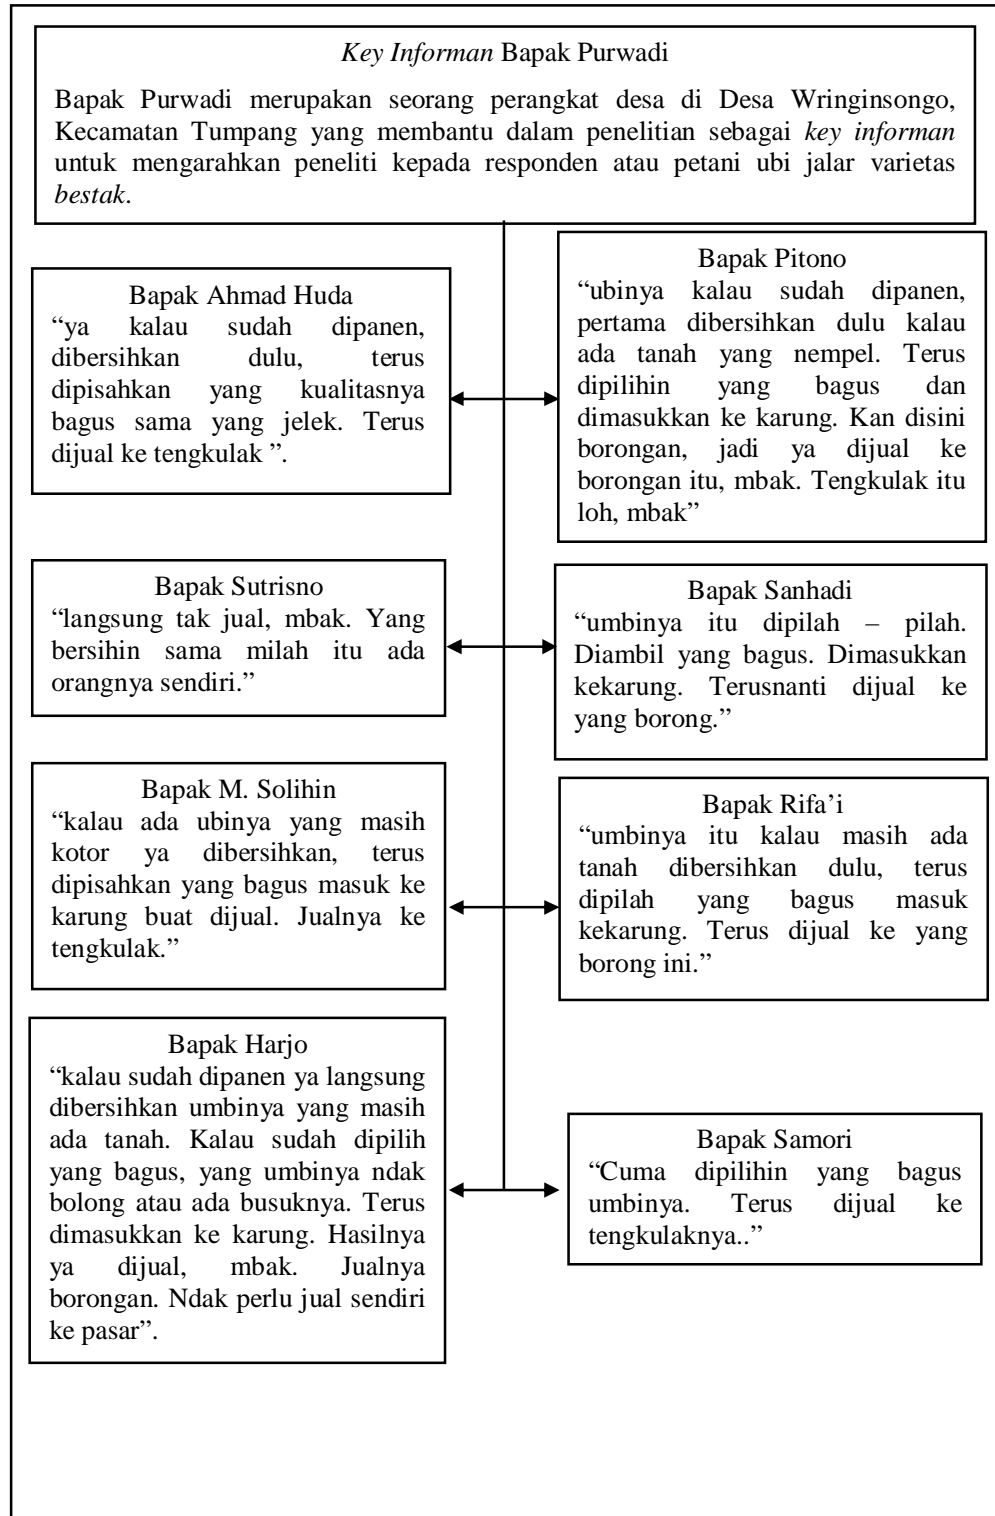 Key Informan Bapak Purwadi
Bapak Purwadi merupakan seorang perangkat desa di Desa Wringinsongo,
Kecamatan Tumpang yang membantu dalam penelitian sebagai key informan
untuk mengarahkan peneliti kepada responden atau petani ubi jalar varietas
bestak.
Bapak Ahmad Huda
“ya kalau sudah dipanen,
dibersihkan dulu, terus
dipisahkan yang kualitasnya
bagus sama yang jelek. Terus
dijual ke tengkulak ”.
Bapak Pitono
“ubinya kalau sudah dipanen,
pertama dibersihkan dulu kalau
ada tanah yang nempel. Terus
dipilihin yang bagus dan
dimasukkan ke karung. Kan disini
borongan, jadi ya dijual ke
borongan itu, mbak. Tengkulak itu
loh, mbak”
Bapak Sutrisno
“langsung tak jual, mbak. Yang
bersihin sama milah itu ada
orangnya sendiri.”
Bapak Sanhadi
“umbinya itu dipilah – pilah.
Diambil yang bagus. Dimasukkan
kekarung. Terusnanti dijual ke
yang borong.”
Bapak M. Solihin
“kalau ada ubinya yang masih
kotor ya dibersihkan, terus
dipisahkan yang bagus masuk ke
karung buat dijual. Jualnya ke
tengkulak.”
Bapak Rifa’i
“umbinya itu kalau masih ada
tanah dibersihkan dulu, terus
dipilah yang bagus masuk
kekarung. Terus dijual ke yang
borong ini.”
Bapak Harjo
“kalau sudah dipanen ya langsung
dibersihkan umbinya yang masih
ada tanah. Kalau sudah dipilih
yang bagus, yang umbinya ndak
bolong atau ada busuknya. Terus
dimasukkan ke karung. Hasilnya
ya dijual, mbak. Jualnya
borongan. Ndak perlu jual sendiri
ke pasar”.
Bapak Samori
“Cuma dipilihin yang bagus
umbinya. Terus dijual ke
tengkulaknya..”